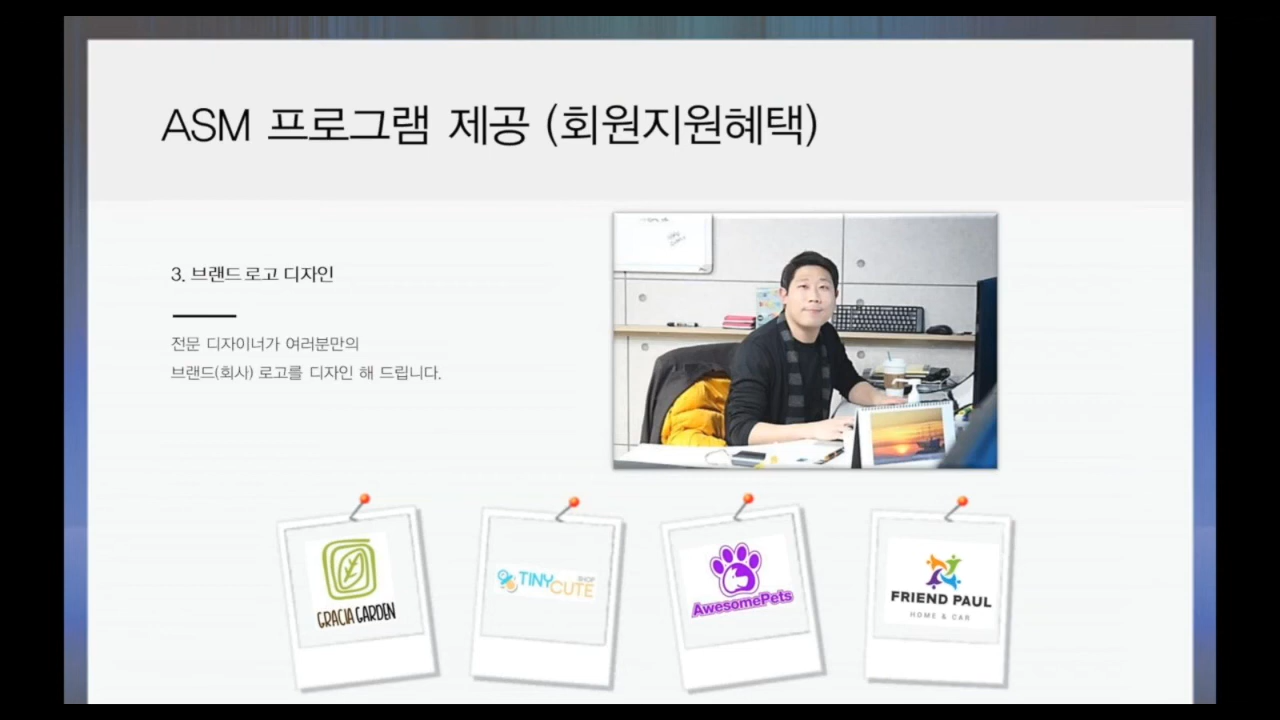 ASM 프로그램 제공 (회원지원혜택)
3. 브랜드 로고 디자인
전문 디자이너가 여러분만의
브랜드(회사) 로고를 디자인 해 드립니다.
GRACIA GARDEN
TINY SHOP
CUTE
AwesomePets
FRIEND PAUL
HOME & CAR